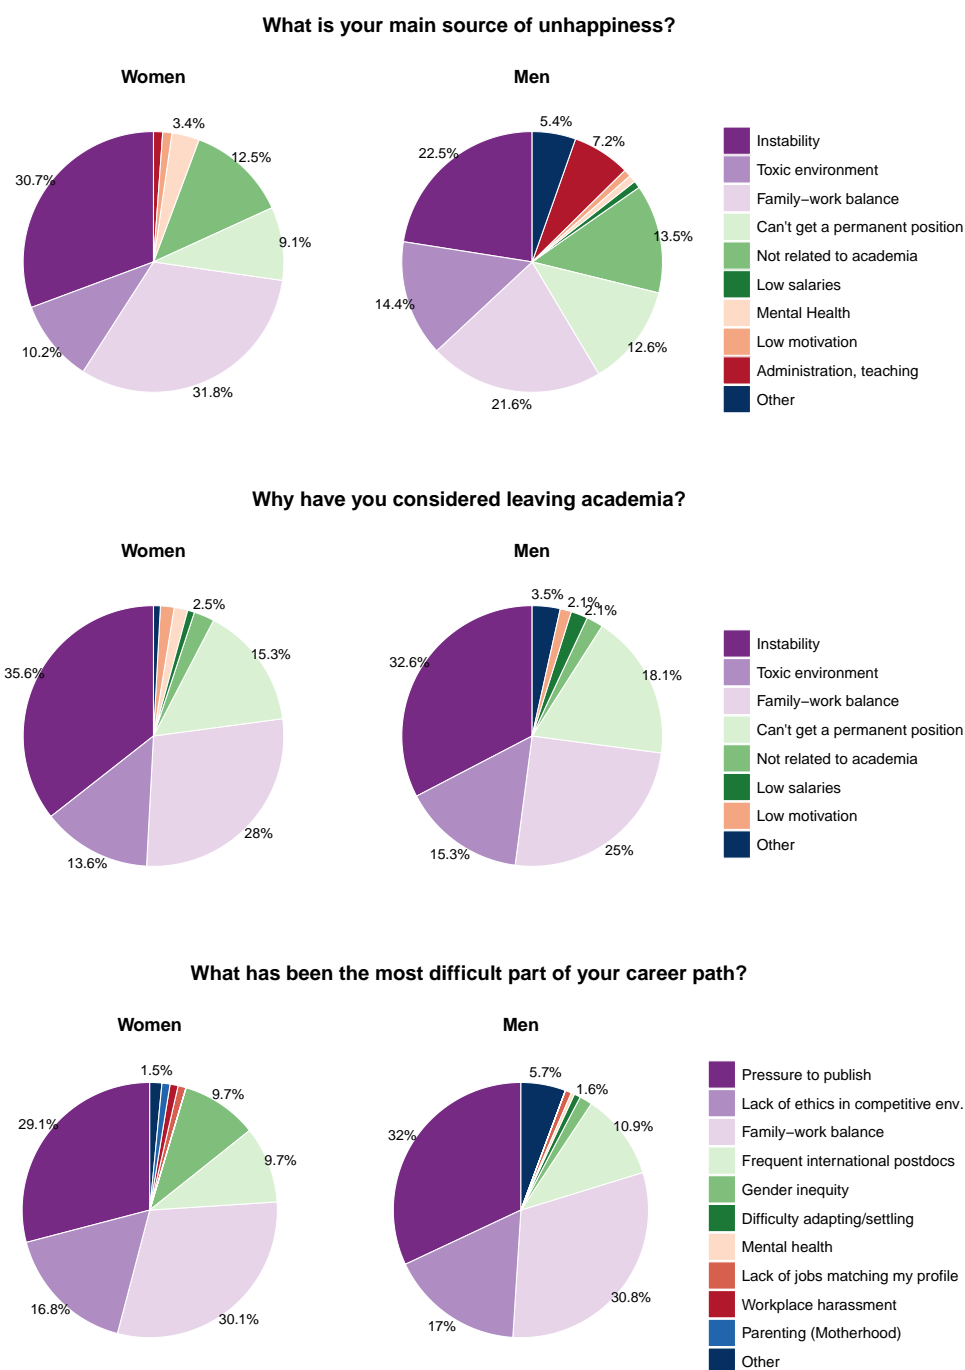 What is your main source of unhappiness?
Women
Men
3.4%
12.5%
9.1%
31.8%
10.2%
30.7%
5.4%
7.2%
13.5%
12.6%
21.6%
14.4%
22.5%
Instability
Toxic environment
Family−work balance
Can't get a permanent position
Not related to academia
Low salaries
Mental Health
Low motivation
Administration, teaching
Other
Why have you considered leaving academia?
Women
Men
2.5%
15.3%
28%
13.6%
35.6%
3.5%
2.1%
2.1%
18.1%
25%
15.3%
32.6%
Instability
Toxic environment
Family−work balance
Can't get a permanent position
Not related to academia
Low salaries
Low motivation
Other
What has been the most difficult part of your career path?
Women
Men
1.5%
9.7%
9.7%
30.1%
16.8%
29.1%
5.7%
1.6%
10.9%
30.8%
17%
32%
Pressure to publish
Lack of ethics in competitive env.
Family−work balance
Frequent international postdocs
Gender inequity
Difficulty adapting/settling
Mental health
Lack of jobs matching my profile
Workplace harassment
Parenting (Motherhood)
Other